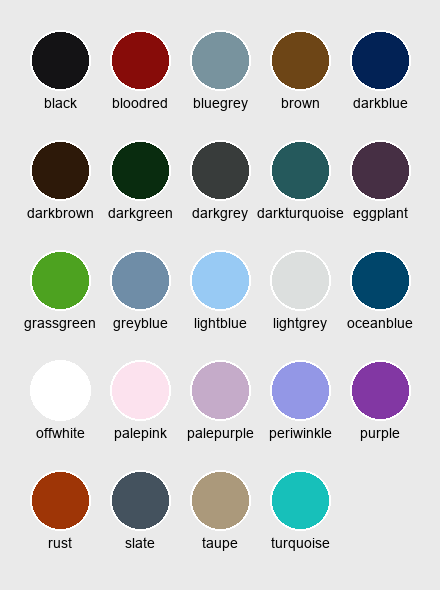 black bloodred bluegrey brown darkblue
darkbrown darkgreen darkgrey darkturquoise eggplant
grassgreen greyblue lightblue lightgrey oceanblue
offwhite palepink palepurple periwinkle purple
rust slate taupe turquoise